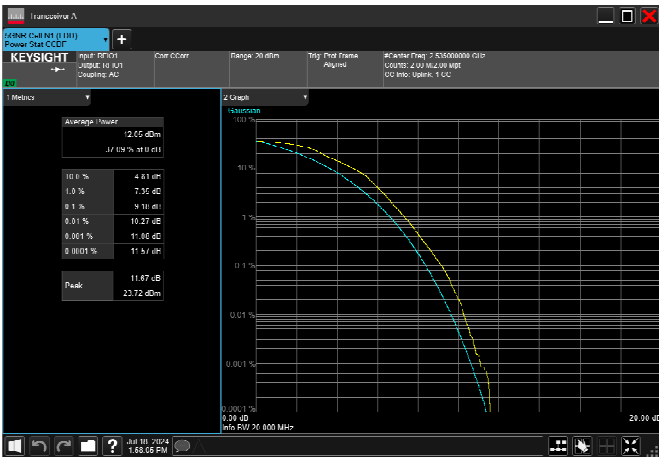 Transceiver A
5GNR Cell N1 (FDD)
Power Stat CCDF
+
KEYSIGHT
Input: RFIO1
Output: RFIO1
Coupling: AC
Corr CCorr
Range: 20 dBm
Trig: Prot Frame
Aligned
#Center Freq: 2.535000000 GHz
Counts: 2.00 M/2.00 Mpt
CC Info: Uplink, 1 CC
1 Metrics
Average Power
12.05 dBm
37.09 % at 0 dB
10.0 % 4.81 dB
1.0 % 7.35 dB
0.1 % 9.18 dB
0.01 % 10.27 dB
0.001 % 11.08 dB
0.0001 % 11.57 dB
Peak
11.67 dB
23.72 dBm
2 Graph
Gaussian
100 %
10 %
1 %
0.1 %
0.01 %
0.001 %
0.0001 %
0.00 dB
20.00 dB
Info BW 20.000 MHz
?
Jul 18, 2024
1:58:05 PM